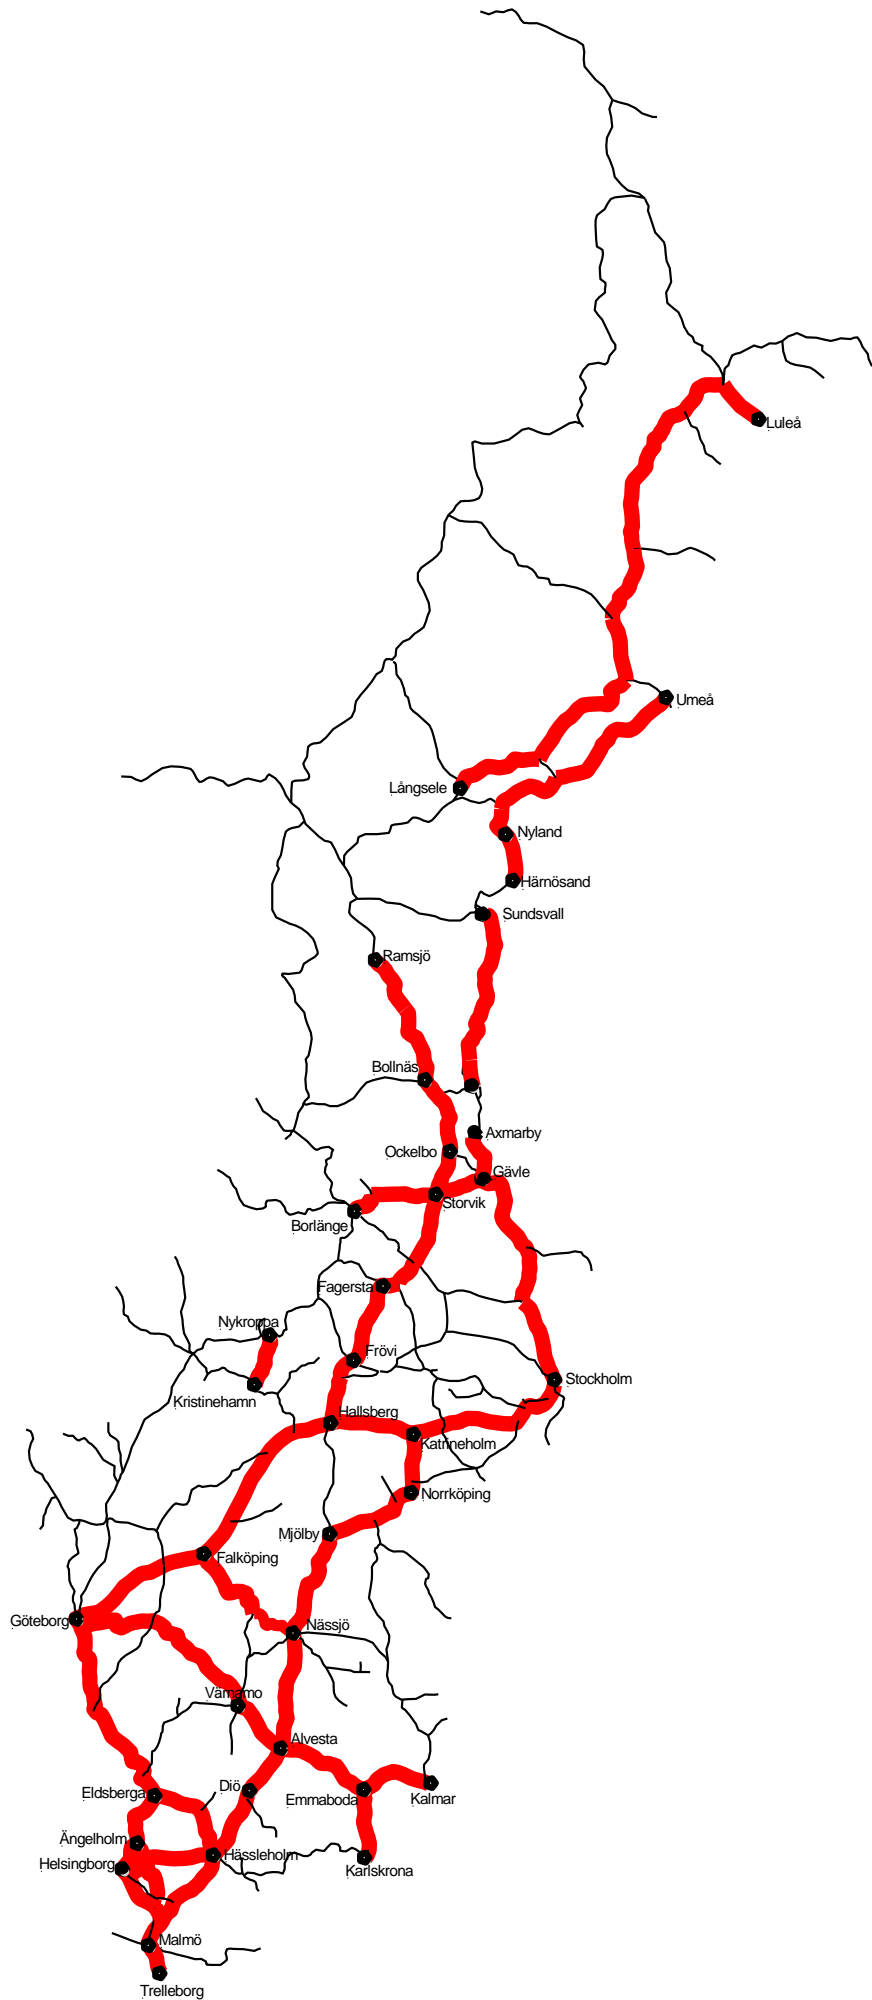 Luleå
Umeå
Långsele
Nyland
Härnösand
Sundsvall
Ramsjö
Bollnäs
Axmarby
Ockelbo
Gävle
Storvik
Borlänge
Fagersta
Nykroppa
Frövi
Stockholm
Kristinehamn
Hallsberg
Katrineholm
Norrköping
Mjölby
Falköping
Göteborg
Nässjö
Värnamo
Alvesta
Eldsberga
Diö
Emmaboda
Kalmar
Ängelholm
Hässleholm
Helsingborg
Karlskrona
Malmö
Trelleborg